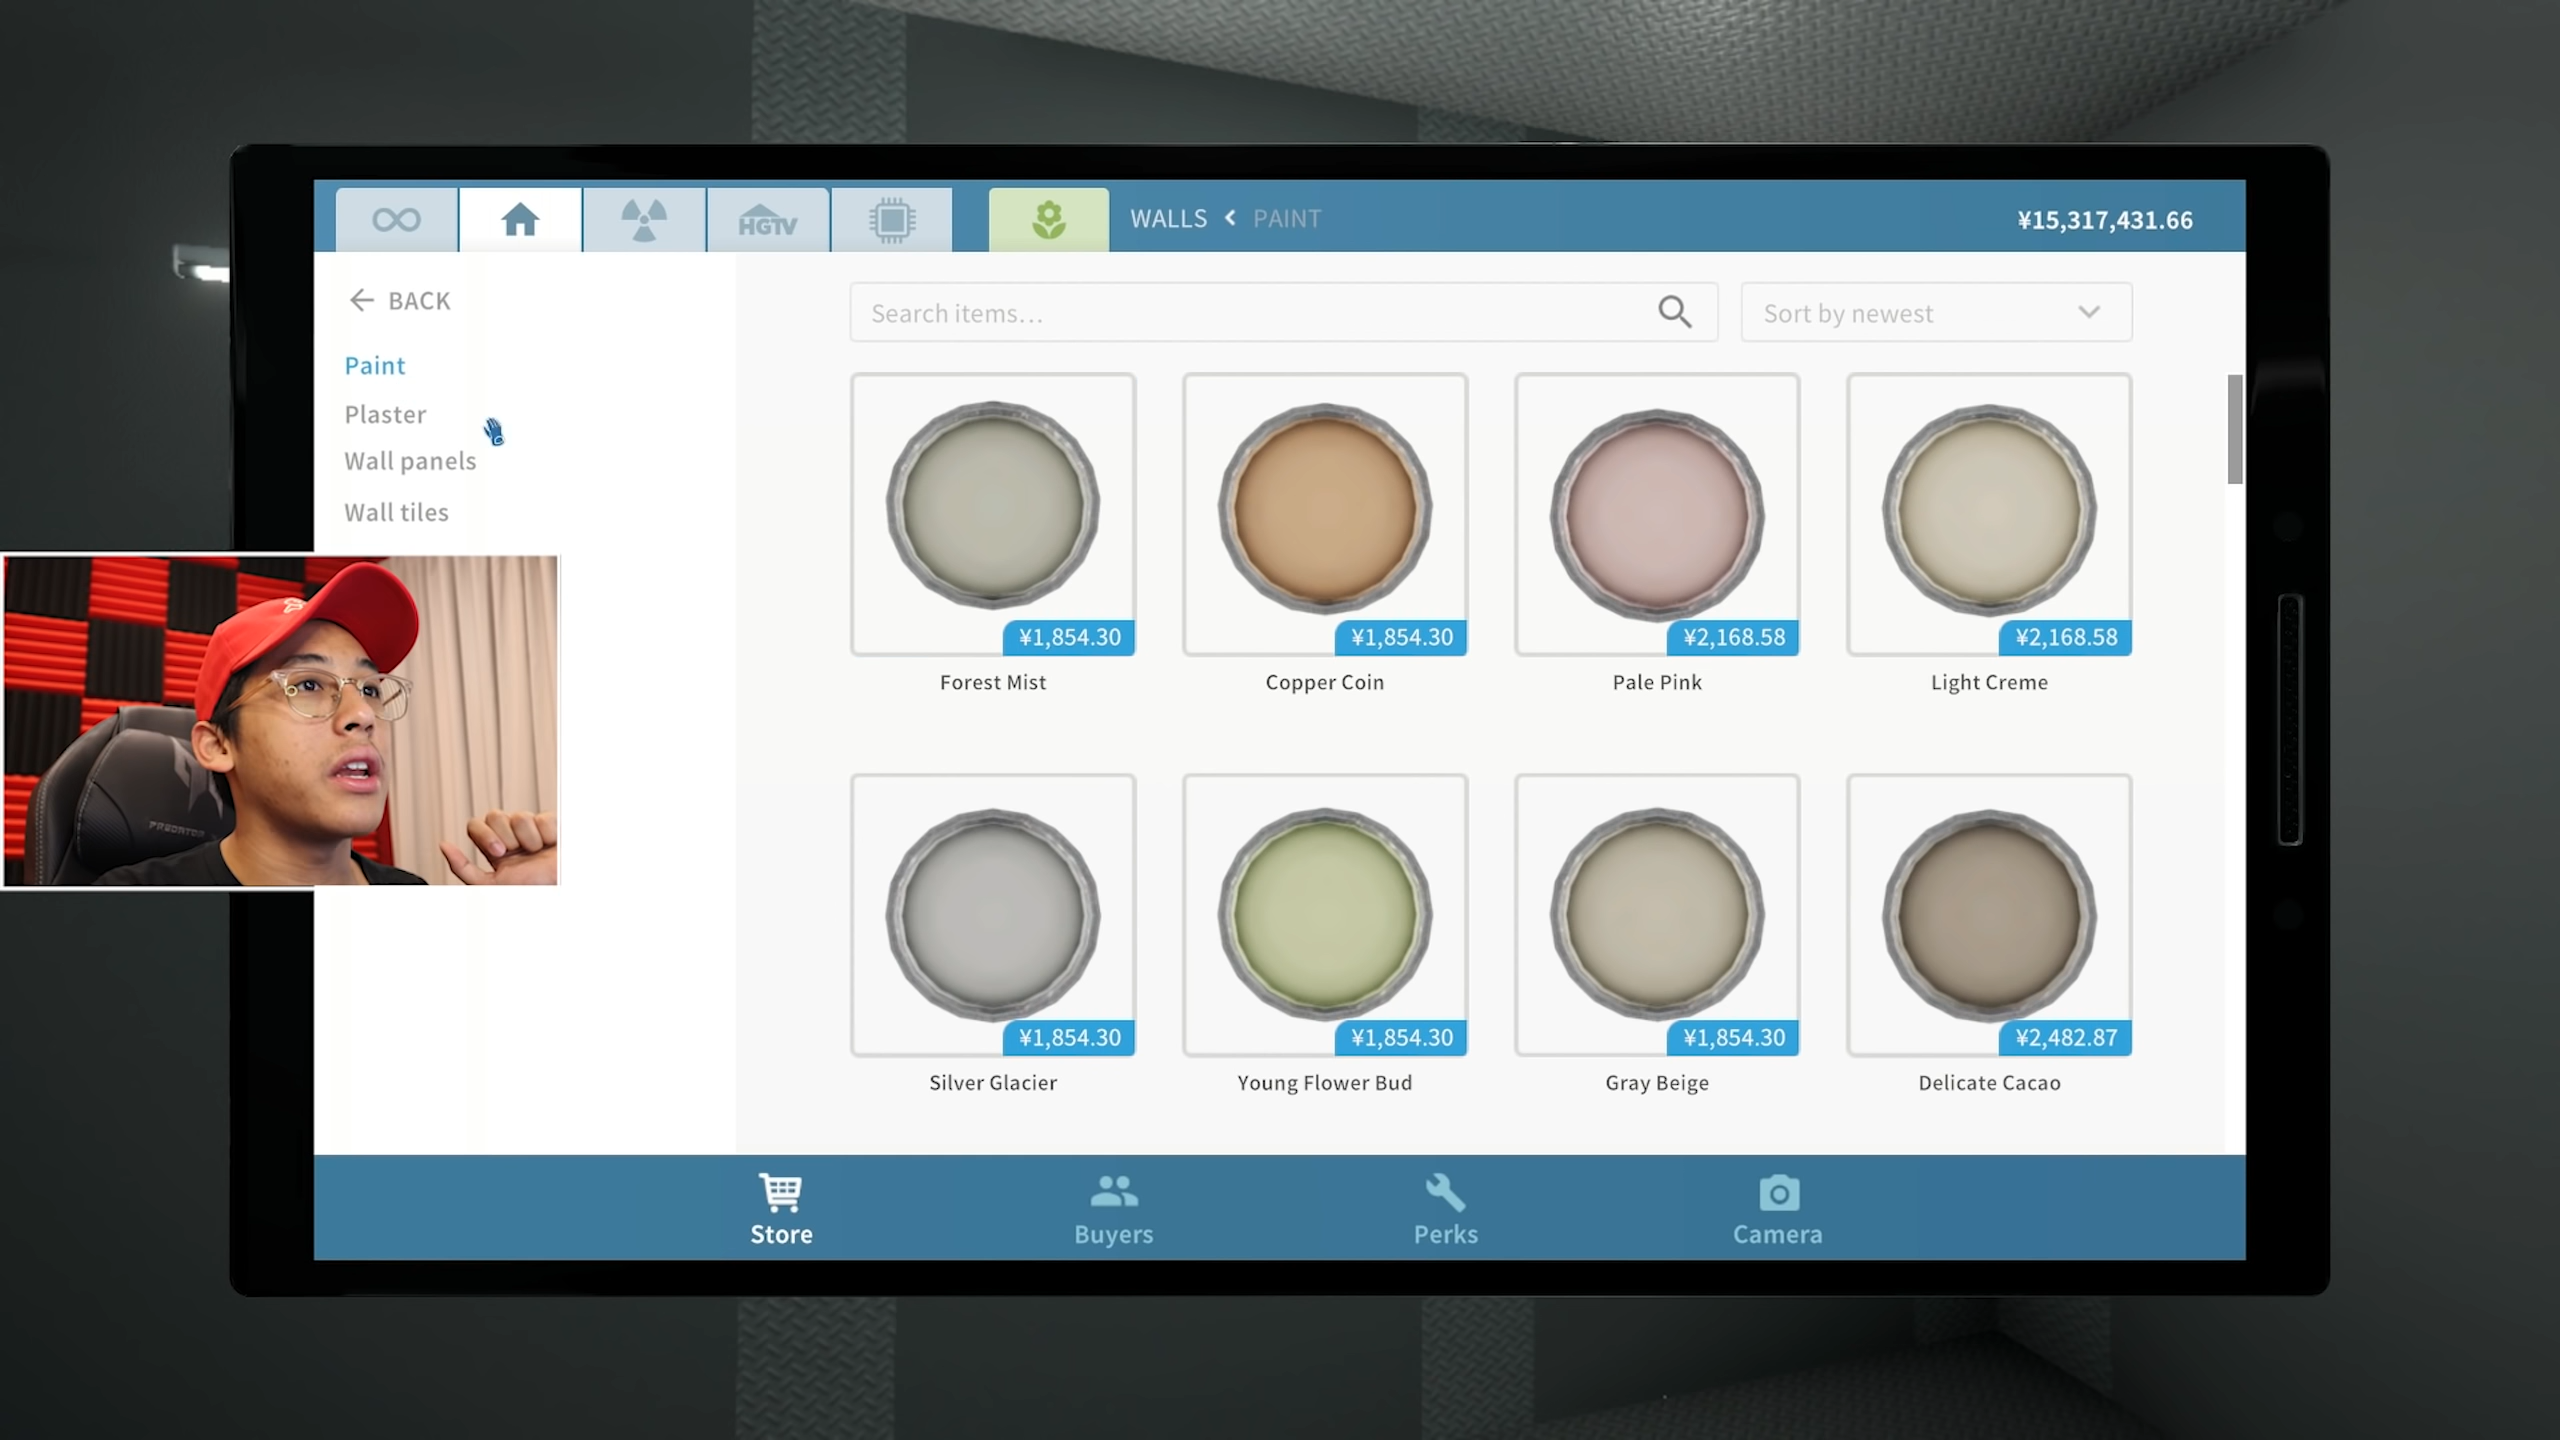 HGTV
WALLS < PAINT
¥15,317,431.66
BACK
Search items...
Sort by newest
Paint
Plaster
Wall panels
Wall tiles
¥1,854.30
¥1,854.30
¥2,168.58
¥2,168.58
Forest Mist
Copper Coin
Pale Pink
Light Creme
PREDATOR
¥1,854.30
¥1,854.30
¥1,854.30
¥2,482.87
Silver Glacier
Young Flower Bud
Gray Beige
Delicate Cacao
Store
Buyers
Perks
Camera